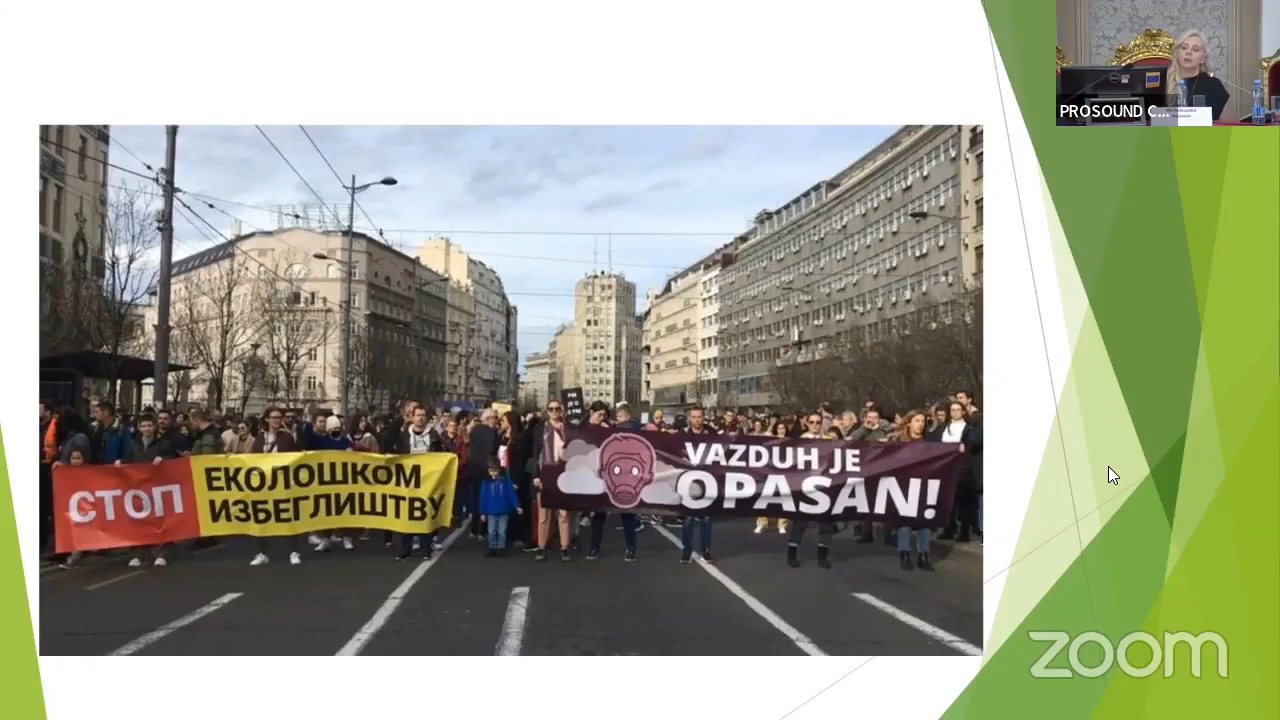 PROSOUND C...
СТОП
ЕКОЛОШКОМ
ИЗБЕГЛИШТВУ
VAZDUH JE
OPASAN!
zoom